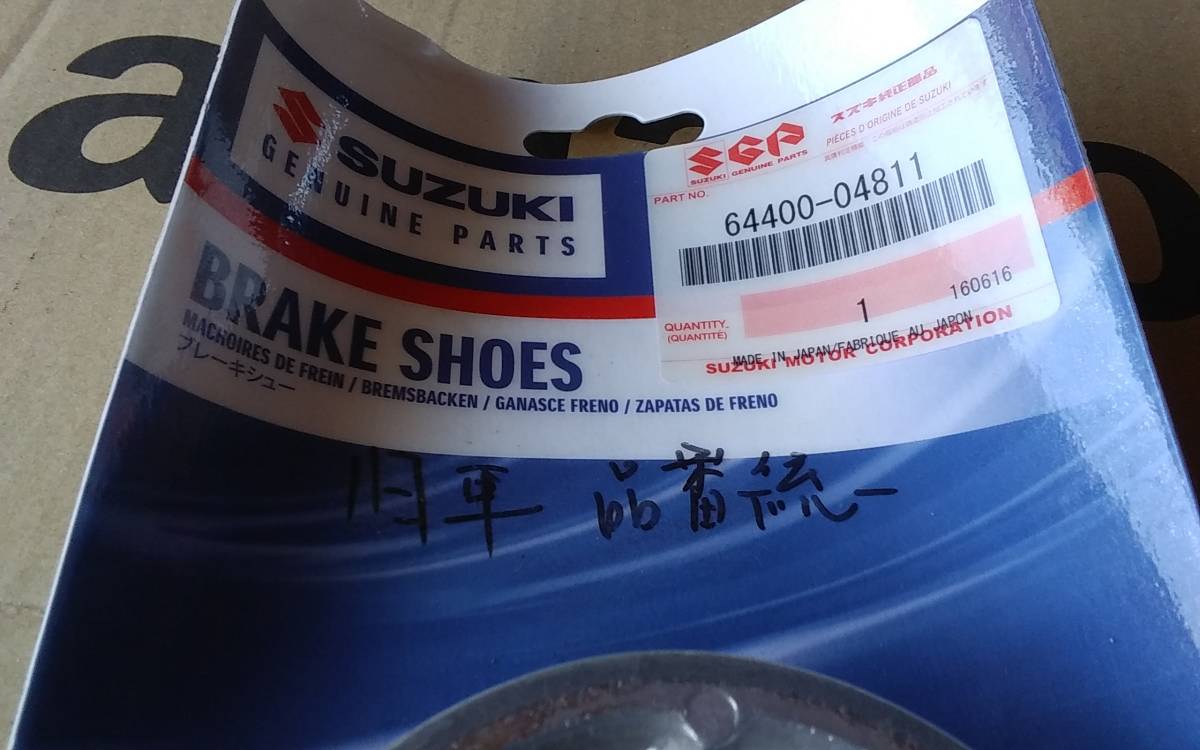 SUZUKI
GENUINE PARTS
BRAKE SHOES
MACHOIRES DE FREIN / BREMSBACKEN / GANASCE FRENO / ZAPATAS DE FRENO
ブレーキシュー
SGP
SUZUKI GENUINE PARTS
スズキ純正部品
PIÈCES D'ORIGINE DE SUZUKI
PART NO.
64400-04811
1
160616
QUANTITY.
(QUANTITÉ)
MADE IN JAPAN/FABRIQUE AU JAPON
SUZUKI MOTOR CORPORATION
旧車 品番統一